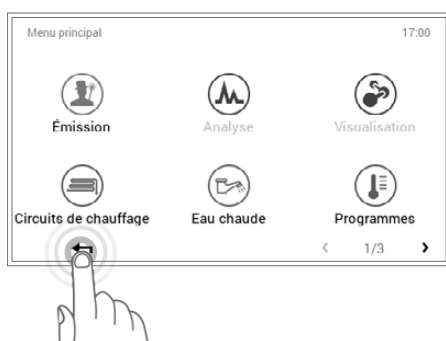 Menu principal 17:00
Émission Analyse Visualisation
Circuits de chauffage Eau chaude Programmes
< 1/3 >